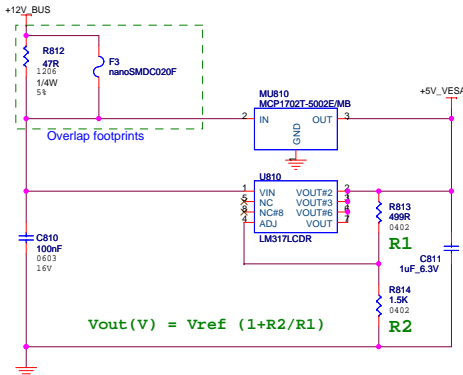 +12V_BUS
R812
47R
1206
1/4W
5%
F3
nanoSMDC020F
Overlap footprints
MU810
MCP1702T-5002E/MB
2 IN OUT 3
GND
1
+5V_VESA
U810
1 VIN VOUT#2 2
5 NC VOUT#3 3
8 NC#8 VOUT#6 6
4 ADJ VOUT 7
LM317LCDR
R813
499R
0402
R1
C810
100nF
0603
16V
C811
1uF_6.3V
R814
1.5K
0402
R2
Vout(V) = Vref (1+R2/R1)